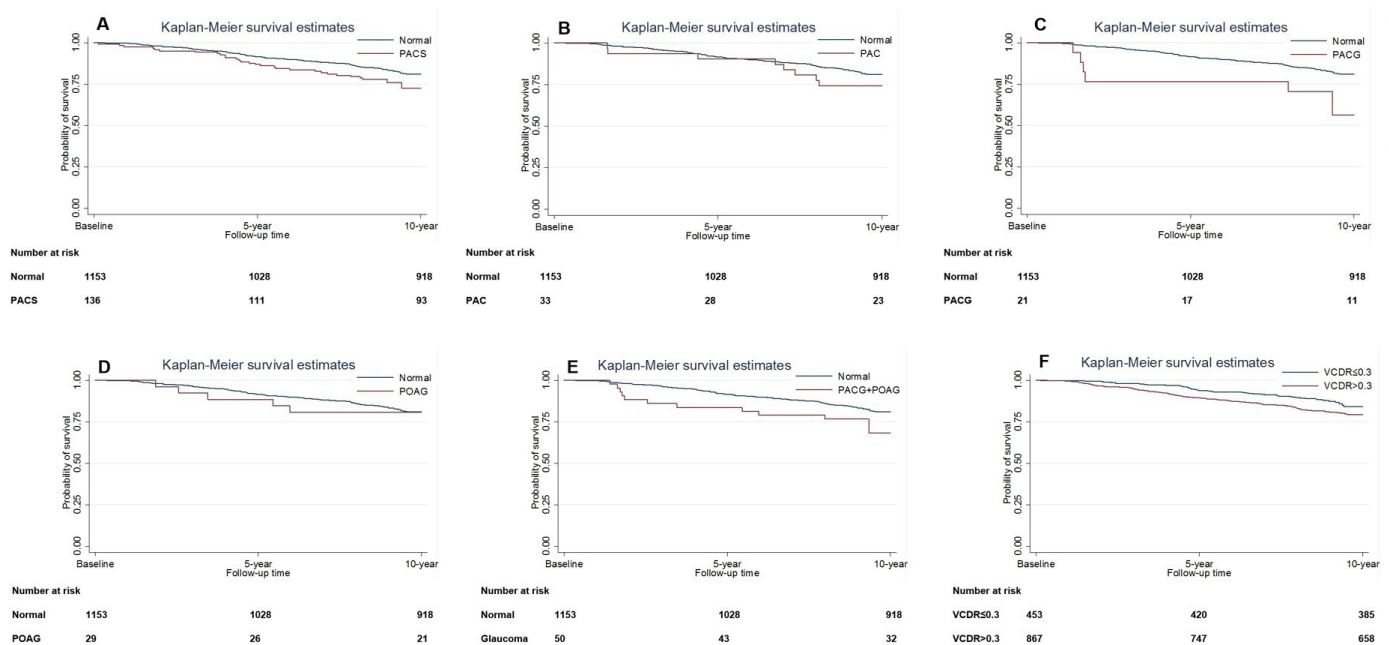 A
Kaplan-Meier survival estimates
Normal
PACS
Probability of survival
1.00
0.75
0.50
0.25
0.00
Baseline 5-year 10-year
Follow-up time
Number at risk
Normal 1153 1028 918
PACS 136 111 93
B
Kaplan-Meier survival estimates
Normal
PAC
Probability of survival
1.00
0.75
0.50
0.25
0.00
Baseline 5-year 10-year
Follow-up time
Number at risk
Normal 1153 1028 918
PAC 33 28 23
C
Kaplan-Meier survival estimates
Normal
PACG
Probability of survival
1.00
0.75
0.50
0.25
0.00
Baseline 5-year 10-year
Follow-up time
Number at risk
Normal 1153 1028 918
PACG 21 17 11
D
Kaplan-Meier survival estimates
Normal
POAG
Probability of survival
1.00
0.75
0.50
0.25
0.00
Baseline 5-year 10-year
Follow-up time
Number at risk
Normal 1153 1028 918
POAG 29 26 21
E
Kaplan-Meier survival estimates
Normal
PACG+POAG
Probability of survival
1.00
0.75
0.50
0.25
0.00
Baseline 5-year 10-year
Follow-up time
Number at risk
Normal 1153 1028 918
Glaucoma 50 43 32
F
Kaplan-Meier survival estimates
VCDR≤0.3
VCDR>0.3
Probility of survival
1.00
0.75
0.50
0.25
0.00
Baseline 5-year 10-year
Follow-up time
Number at risk
VCDR≤0.3 453 420 385
VCDR>0.3 867 747 658